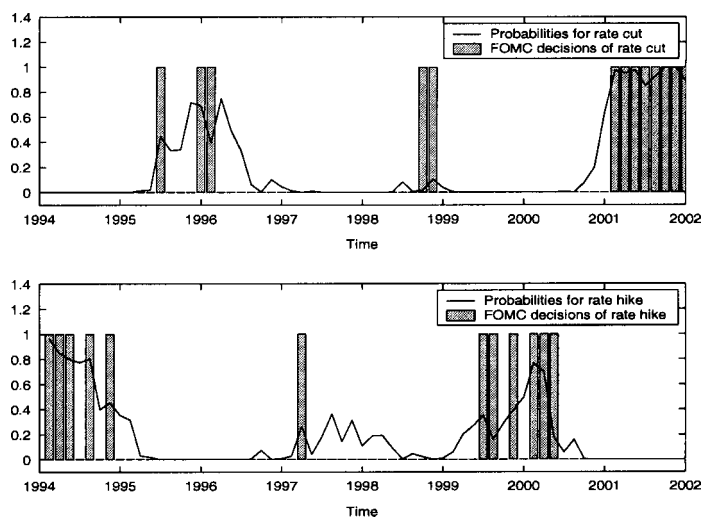 1.4
1.2
1
0.8
0.6
0.4
0.2
0
Probabilities for rate cut
FOMC decisions of rate cut
1994 1995 1996 1997 1998 1999 2000 2001 2002
Time
1.4
1.2
1
0.8
0.6
0.4
0.2
0
Probabilities for rate hike
FOMC decisions of rate hike
1994 1995 1996 1997 1998 1999 2000 2001 2002
Time